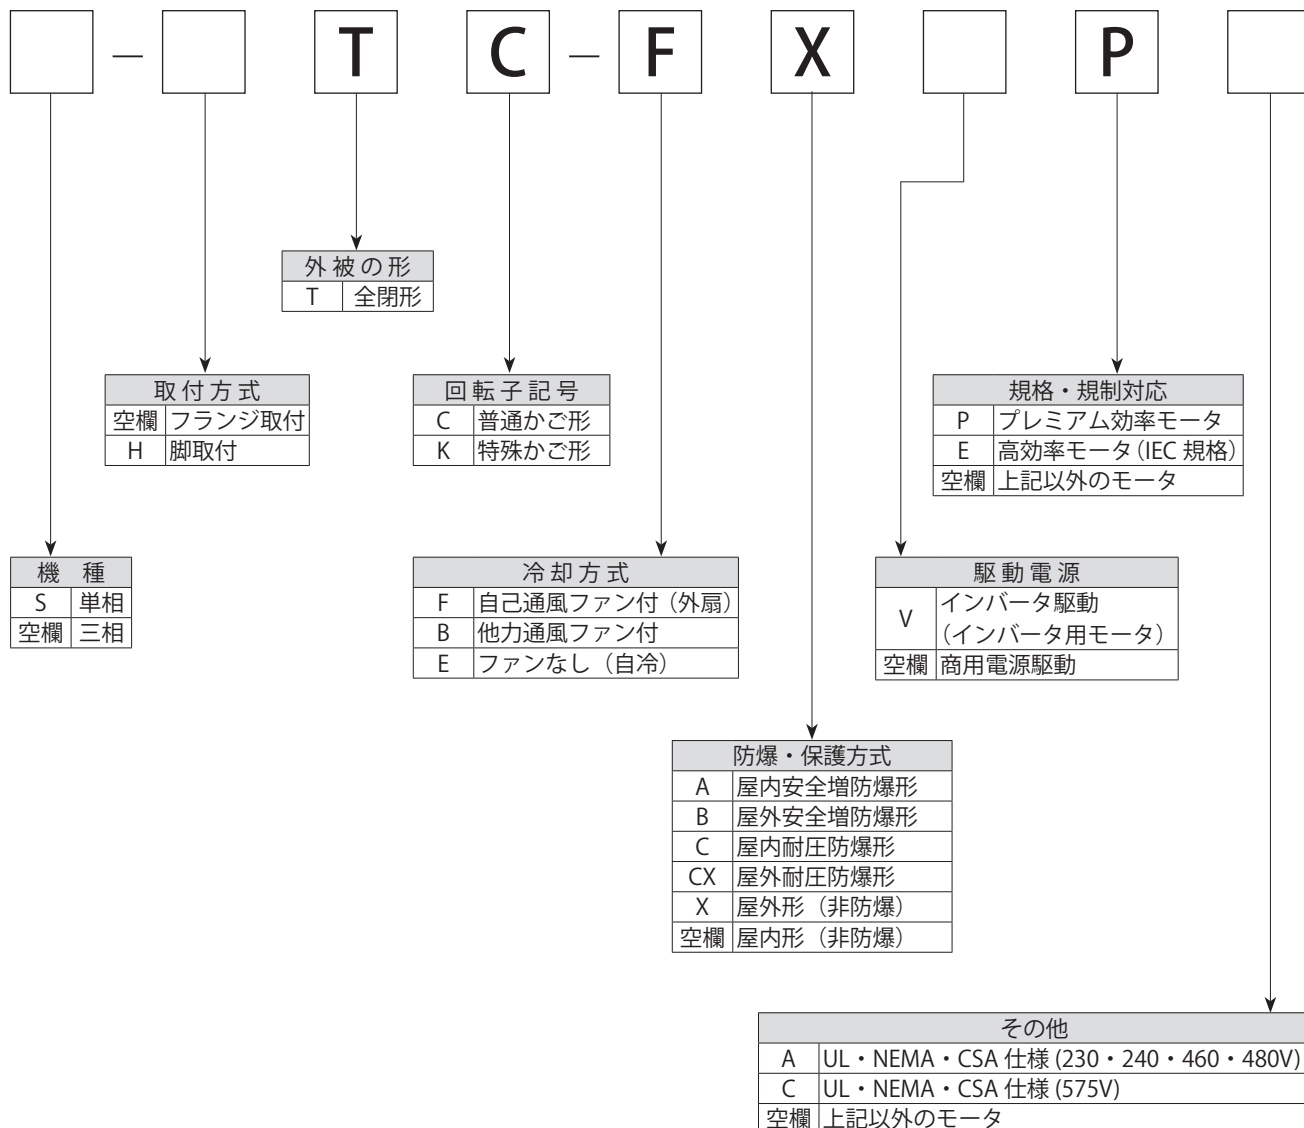 — T C — F X P
外被の形
T 全閉形
取付方式
空欄 フランジ取付
H 脚取付
回転子記号
C 普通かご形
K 特殊かご形
規格・規制対応
P プレミアム効率モータ
E 高効率モータ(IEC 規格)
空欄 上記以外のモータ
機 種
S 単相
空欄 三相
冷却方式
F 自己通風ファン付(外扇)
B 他力通風ファン付
E ファンなし(自冷)
駆動電源
V インバータ駆動
(インバータ用モータ)
空欄 商用電源駆動
防爆・保護方式
A 屋内安全増防爆形
B 屋外安全増防爆形
C 屋内耐圧防爆形
CX 屋外耐圧防爆形
X 屋外形(非防爆)
空欄 屋内形(非防爆)
その他
A UL・NEMA・CSA 仕様 (230・240・460・480V)
C UL・NEMA・CSA 仕様 (575V)
空欄 上記以外のモータ